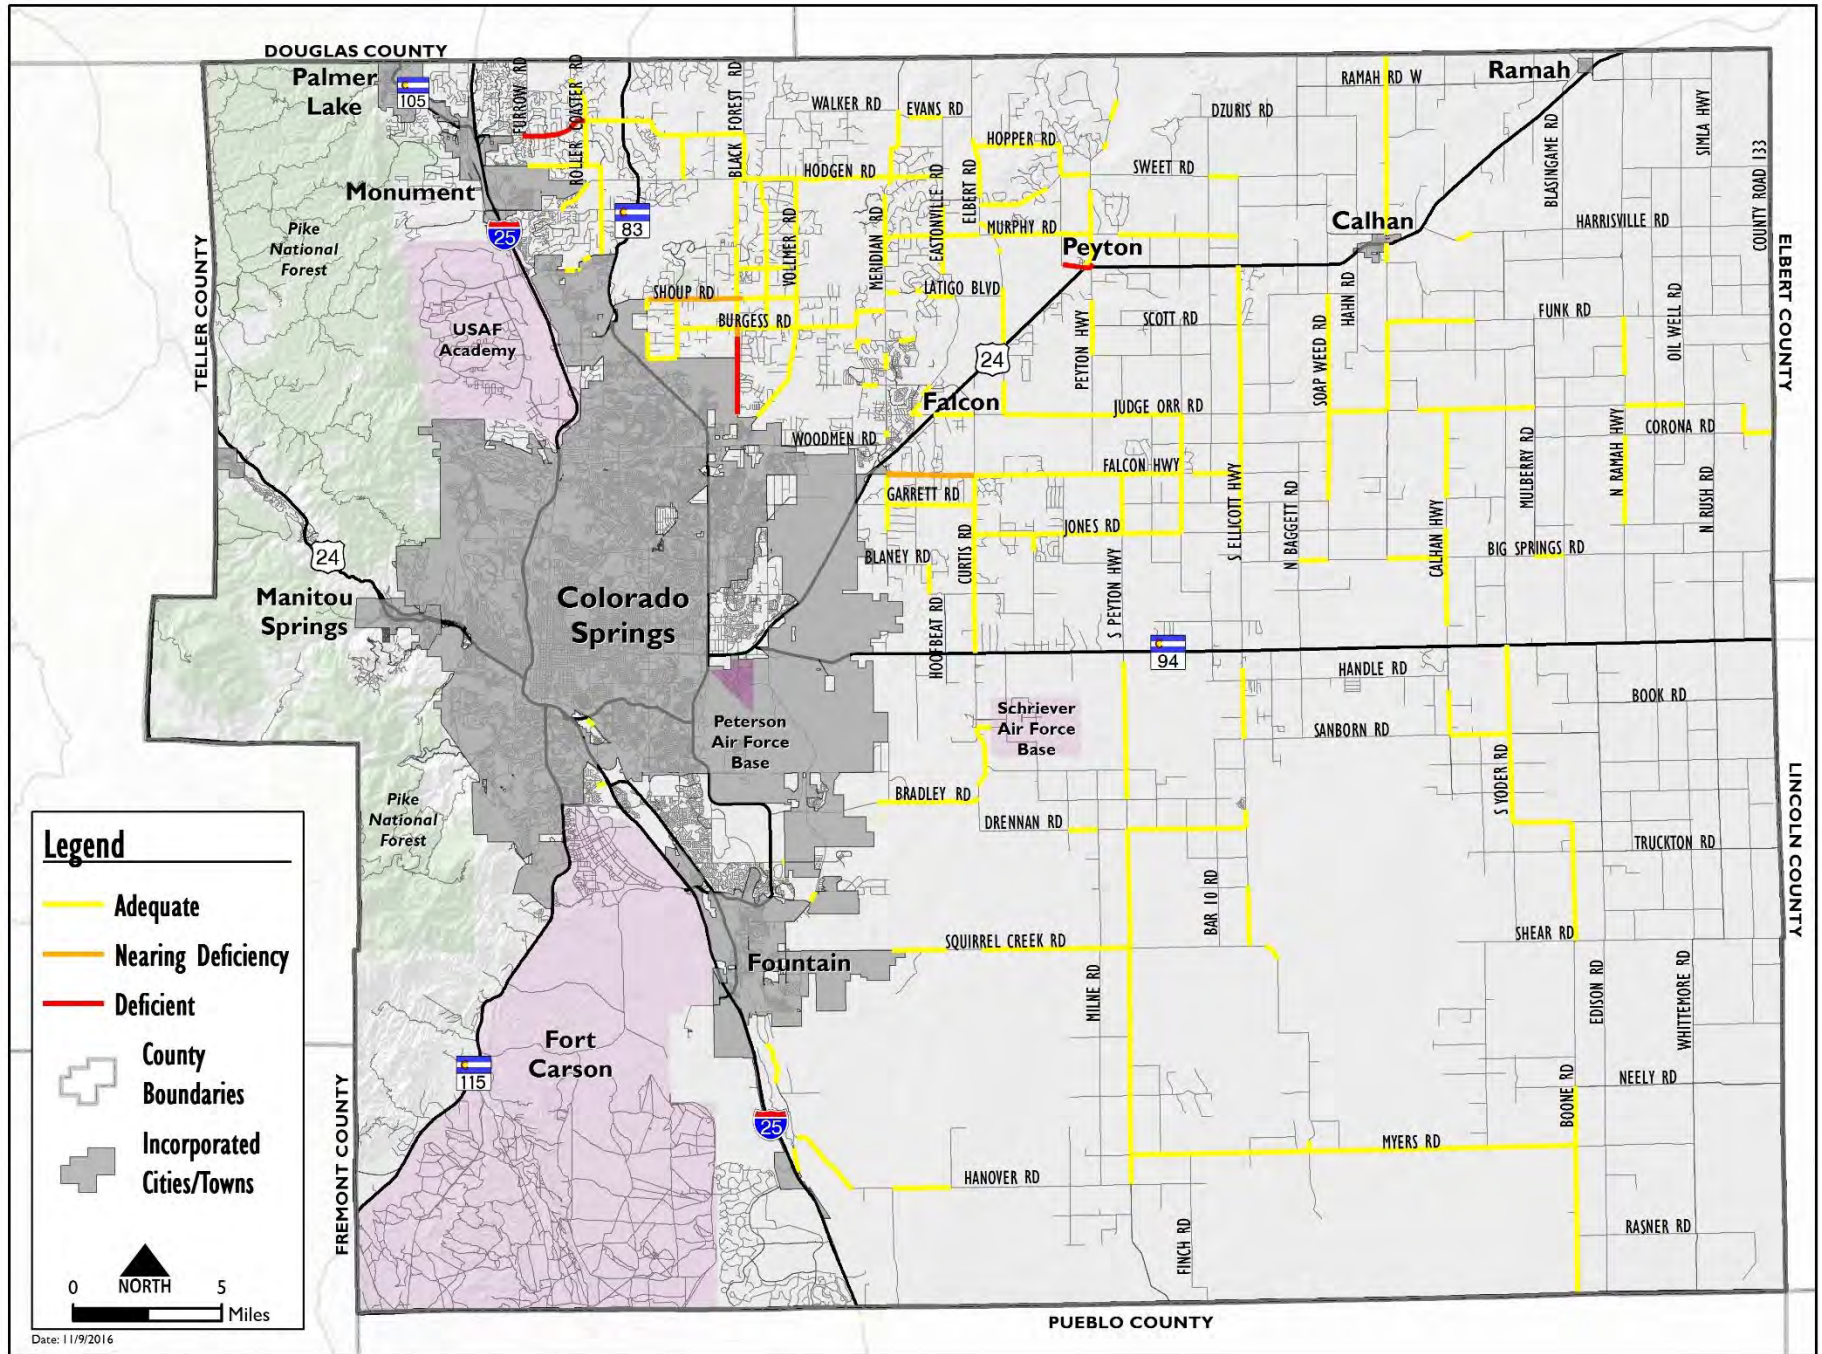 DOUGLAS COUNTY
Palmer
Lake
105
FURROW RD
ROLLER COASTER RD
BLACK FOREST RD
WALKER RD
EVANS RD
RAMAH RD W
Ramah
DZURIS RD
HOPPER RD
SIMLA HWY
BLASINGAME RD
COUNTY ROAD 133
HODGEN RD
SWEET RD
Monument
EASTONVILLE RD
ELBERT RD
83
Pike
National
Forest
25
VOLLMER RD
MERIDIAN RD
MURPHY RD
Peyton
Calhan
HARRISVILLE RD
TELLER COUNTY
ELBERT COUNTY
SHOUP RD
LATIGO BLVD
HAHN RD
BURGESS RD
PEYTON HWY
SCOTT RD
FUNK RD
OIL WELL RD
USAF
Academy
24
SOAP WEED RD
Falcon
JUDGE ORR RD
WOODMEN RD
CORONA RD
N RAMAH HWY
MULBERRY RD
FALCON HWY
GARRETT RD
S ELLICOTT HWY
N BAGGETT RD
N RUSH RD
JONES RD
CURTIS RD
CALHAN HWY
BIG SPRINGS RD
BLANEY RD
24
S PEYTON HWY
Manitou
Springs
Colorado
Springs
HOOFBEAT RD
94
HANDLE RD
BOOK RD
Peterson
Air Force
Base
Schriever
Air Force
Base
SANBORN RD
S YODER RD
BRADLEY RD
DRENNAN RD
TRUCKTON RD
LINCOLN COUNTY
Pike
National
Forest
Legend
Adequate
Nearing Deficiency
Deficient
County
Boundaries
Incorporated
Cities/Towns
BAR 10 RD
SHEAR RD
SQUIRREL CREEK RD
Fountain
MILNE RD
EDISON RD
WHITTEMORE RD
Fort
Carson
115
BOONE RD
NEELY RD
25
MYERS RD
FREMONT COUNTY
HANOVER RD
FINCH RD
RASNER RD
NORTH
0 5
Miles
Date: 11/9/2016
PUEBLO COUNTY